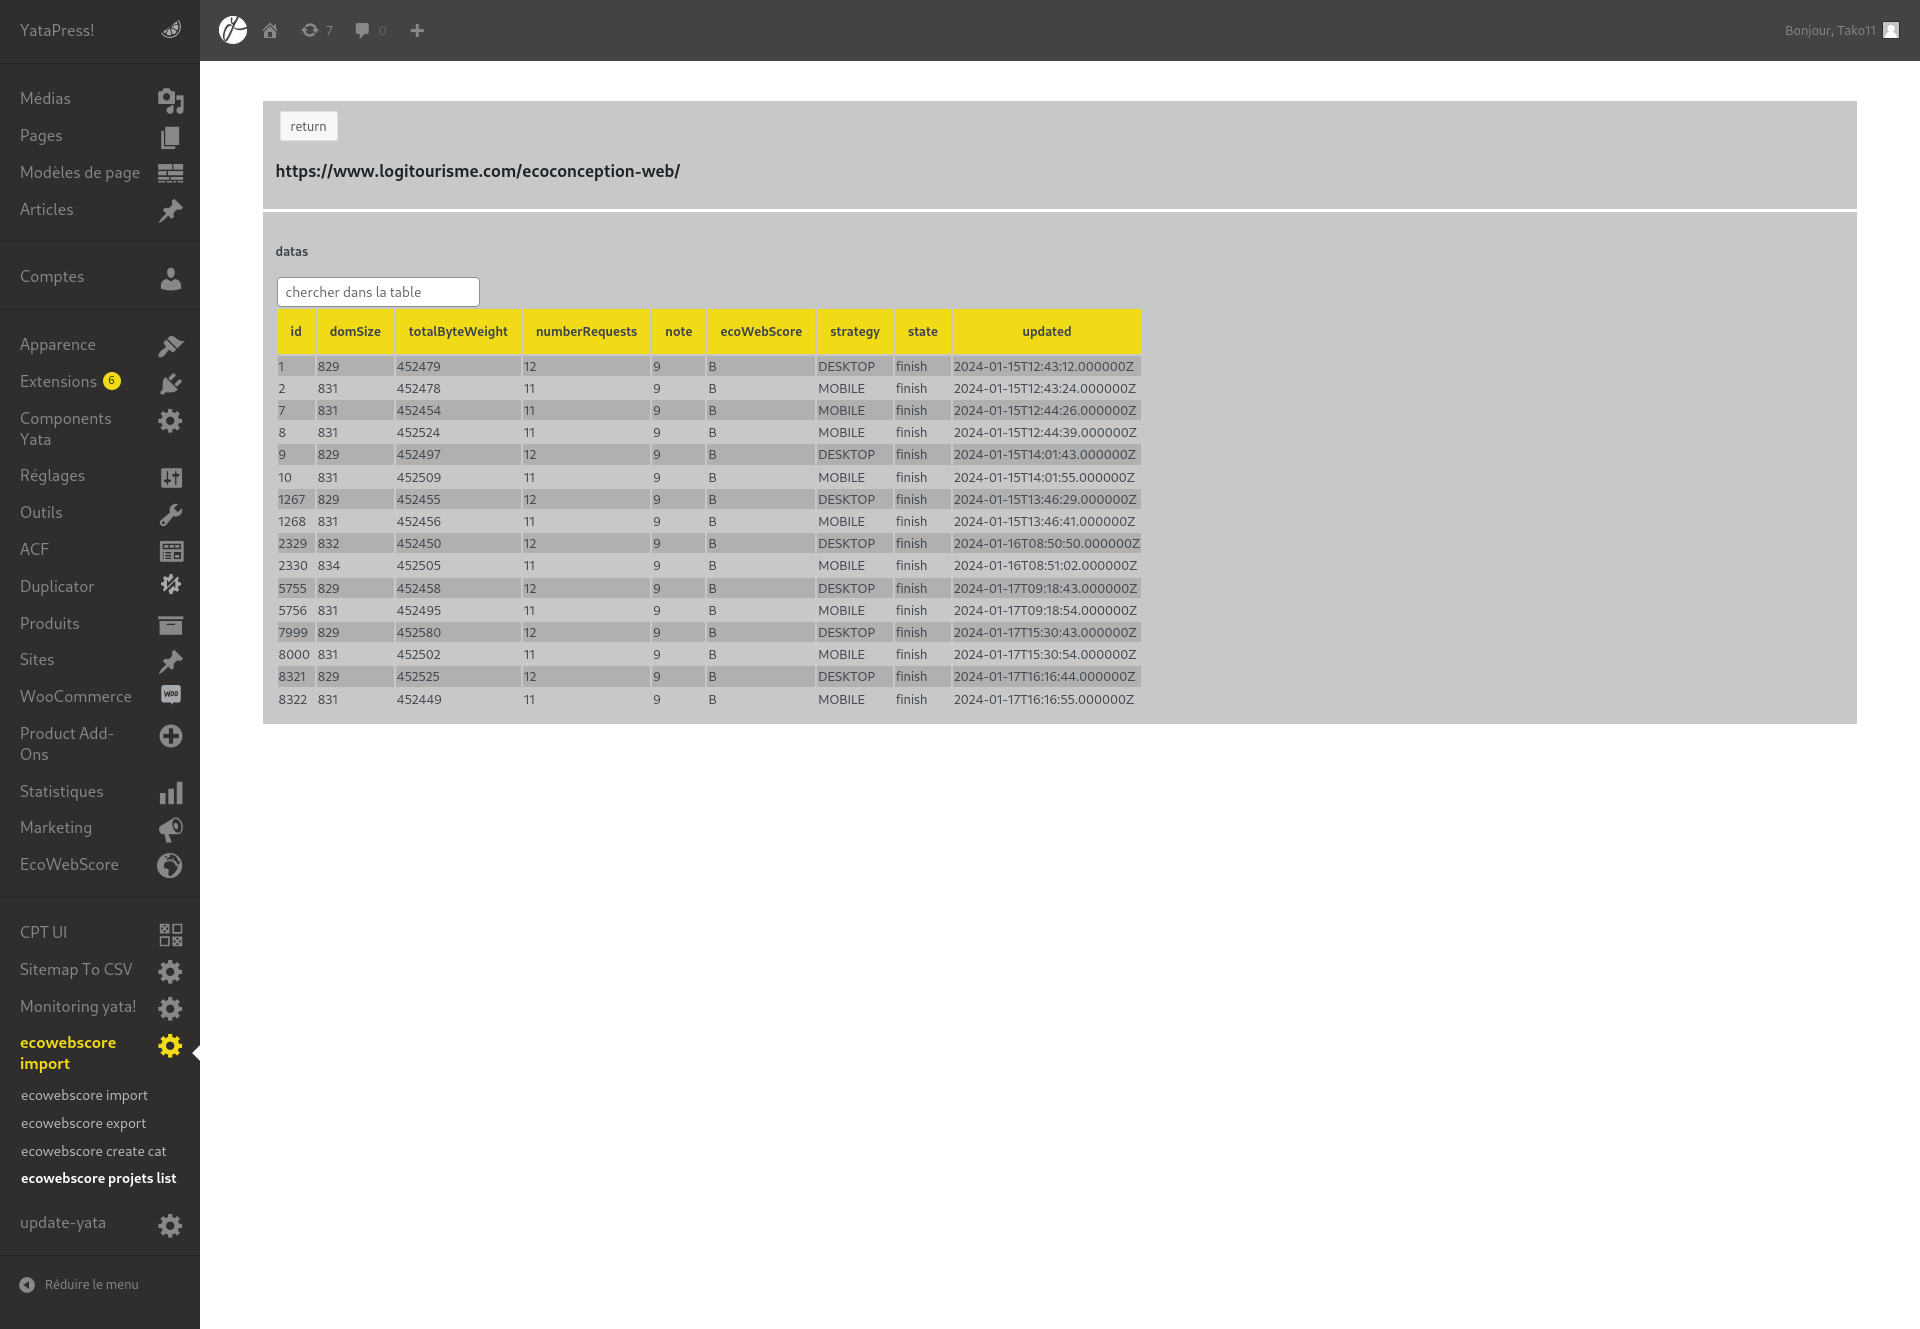 YataPress!
7
0
Bonjour, Tako11
Médias
Pages
Modèles de page
Articles
Comptes
Apparence
Extensions 6
Components
Yata
Réglages
Outils
ACF
Duplicator
Produits
Sites
WooCommerce
Woo
Product Add-
Ons
Statistiques
Marketing
EcoWebScore
CPT UI
Sitemap To CSV
Monitoring yata!
ecowebscore
import
ecowebscore import
ecowebscore export
ecowebscore create cat
ecowebscore projets list
update-yata
Réduire le menu
return
https://www.logitourisme.com/ecoconception-web/
datas
chercher dans la table
id domSize totalByteWeight numberRequests note ecoWebScore strategy state updated
1 829 452479 12 9 B DESKTOP finish 2024-01-15T12:43:12.000000Z
2 831 452478 11 9 B MOBILE finish 2024-01-15T12:43:24.000000Z
7 831 452454 11 9 B MOBILE finish 2024-01-15T12:44:26.000000Z
8 831 452524 11 9 B MOBILE finish 2024-01-15T12:44:39.000000Z
9 829 452497 12 9 B DESKTOP finish 2024-01-15T14:01:43.000000Z
10 831 452509 11 9 B MOBILE finish 2024-01-15T14:01:55.000000Z
1267 829 452455 12 9 B DESKTOP finish 2024-01-15T13:46:29.000000Z
1268 831 452456 11 9 B MOBILE finish 2024-01-15T13:46:41.000000Z
2329 832 452450 12 9 B DESKTOP finish 2024-01-16T08:50:50.000000Z
2330 834 452505 11 9 B MOBILE finish 2024-01-16T08:51:02.000000Z
5755 829 452458 12 9 B DESKTOP finish 2024-01-17T09:18:43.000000Z
5756 831 452495 11 9 B MOBILE finish 2024-01-17T09:18:54.000000Z
7999 829 452580 12 9 B DESKTOP finish 2024-01-17T15:30:43.000000Z
8000 831 452502 11 9 B MOBILE finish 2024-01-17T15:30:54.000000Z
8321 829 452525 12 9 B DESKTOP finish 2024-01-17T16:16:44.000000Z
8322 831 452449 11 9 B MOBILE finish 2024-01-17T16:16:55.000000Z